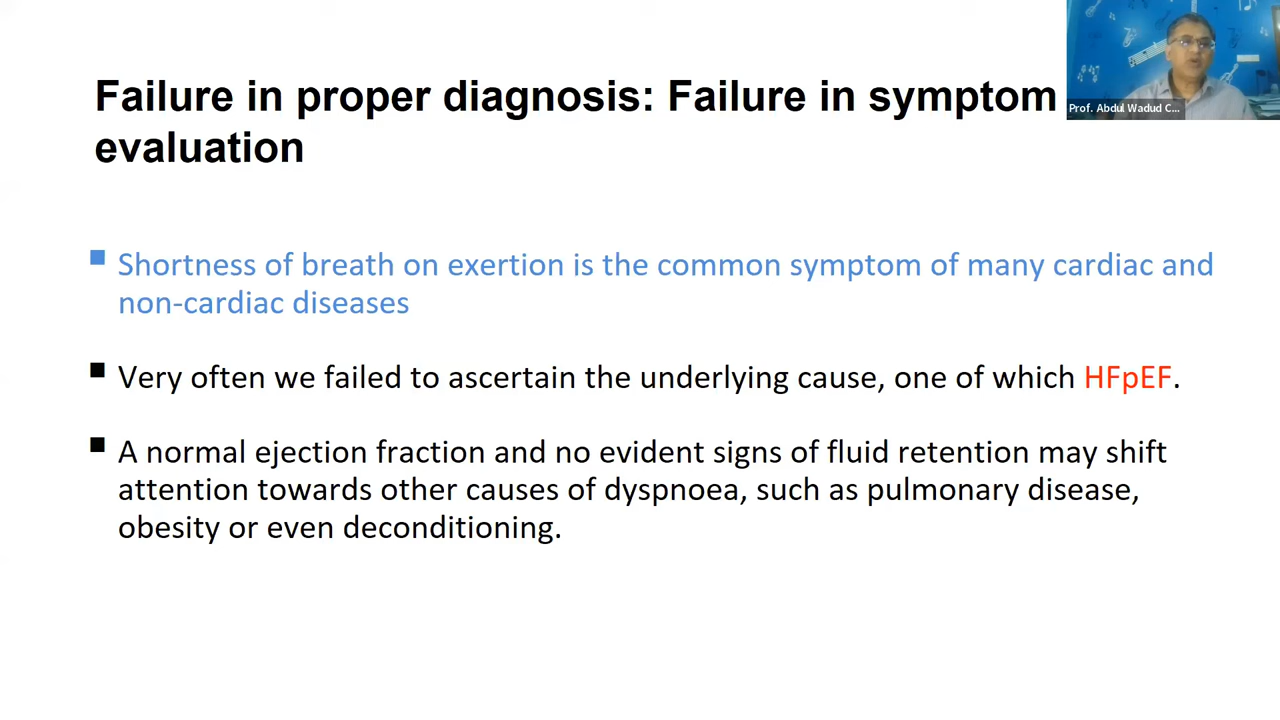 Failure in proper diagnosis: Failure in symptom
evaluation
Prof. Abdul Wadud C...
Shortness of breath on exertion is the common symptom of many cardiac and
non-cardiac diseases
Very often we failed to ascertain the underlying cause, one of which HFpEF.
A normal ejection fraction and no evident signs of fluid retention may shift
attention towards other causes of dyspnoea, such as pulmonary disease,
obesity or even deconditioning.